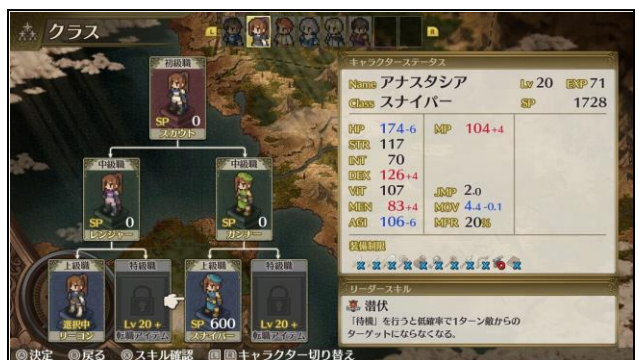 クラス
L
R
初級職
SP 0
スカウト
中級職
中級職
SP 0
SP 0
レンジャー
ガンナー
上級職
特級職
上級職
特級職
選択中
Lv 20 +
SP 600
Lv 20 +
リーコン
転職アイテム
スナイパー
転職アイテム
キャラクターステータス
Name アナスタシア Lv 20 EXP 71
Class スナイパー SP 1728
HP 174-6 MP 104+4
STR 117
INT 70
DEX 126+4
VIT 107 JMP 2.0
MEN 83+4 MOV 4.4-0.1
AGI 106-6 MPR 20%
装備制限
リーダースキル
潜伏
「待機」を行うと低確率で1ターン敵からの
ターゲットにならなくなる。
決定 戻る スキル確認 キャラクター切り替え